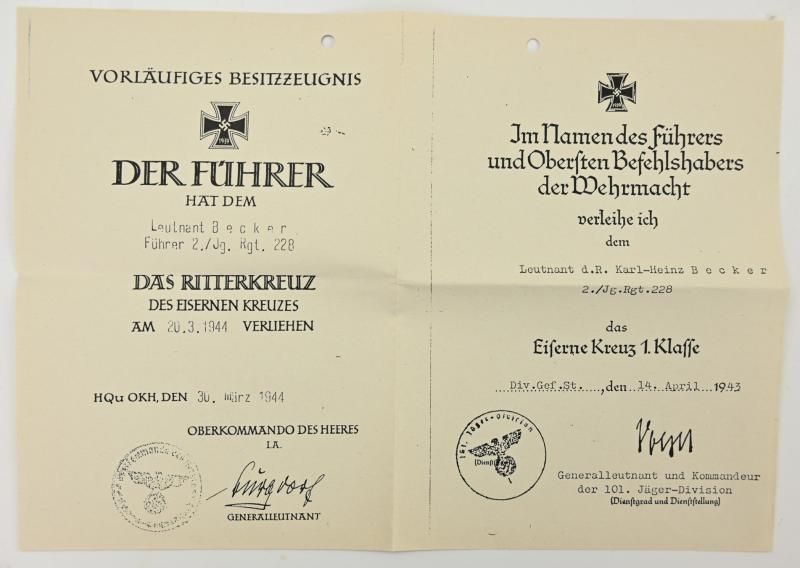 VORLÄUFIGES BESITZZEUGNIS
1939
DER FÜHRER
HAT DEM
Leutnant B e c k e r
Führer 2./Jg. Rgt. 228
DAS RITTERKREUZ
DES EISERNEN KREUZES
AM 20.3.1944 VERLIEHEN
HQu OKH, DEN 30. März 1944
OBERKOMMANDO DES HEERES
I.A.
Burgdorf
GENERALLEUTNANT
Im Namen des Führers
und Oberſten Befehlshabers
der Wehrmacht
verleihe ich
dem
Leutnant d.R. Karl-Heinz B e c k e r
2./Jg.Rgt.228
das
Eiſerne Kreuz 1. Klaſſe
Div.Gef.St. , den 14. April 1943
101. Jäger-Division
(Dienſtſ
Generalleutnant und Kommandeur
der 101. Jäger-Division
(Dienſtgrad und Dienſtſtellung)